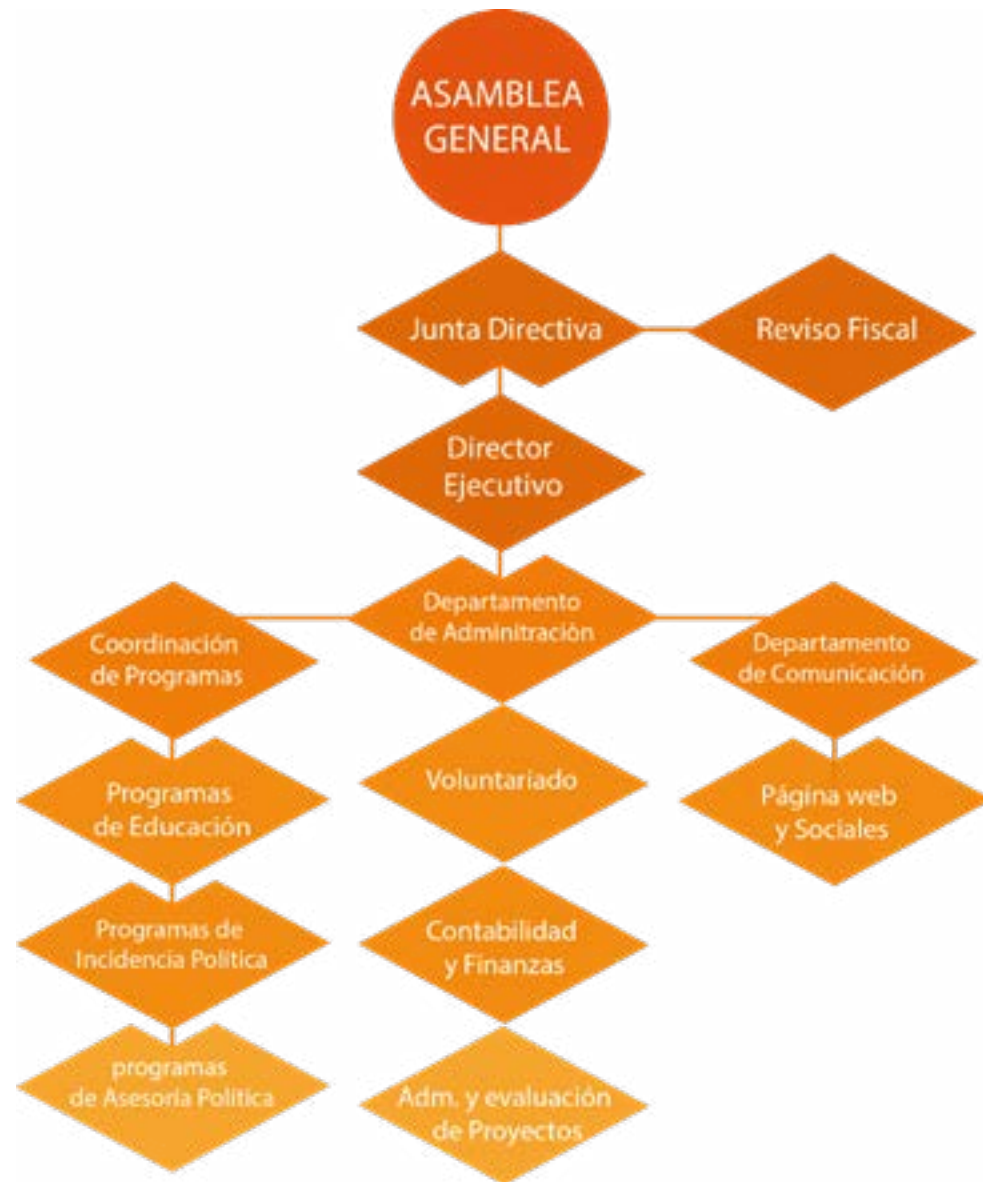 ASAMBLEA
GENERAL
Junta Directiva
Reviso Fiscal
Director
Ejecutivo
Departamento
de Adminitración
Coordinación
de Programas
Departamento
de Comunicación
Programas
de Educación
Voluntariado
Página web
y Sociales
Programas de
Incidencia Política
Contabilidad
y Finanzas
programas
de Asesoría Política
Adm. y evaluación
de Proyectos